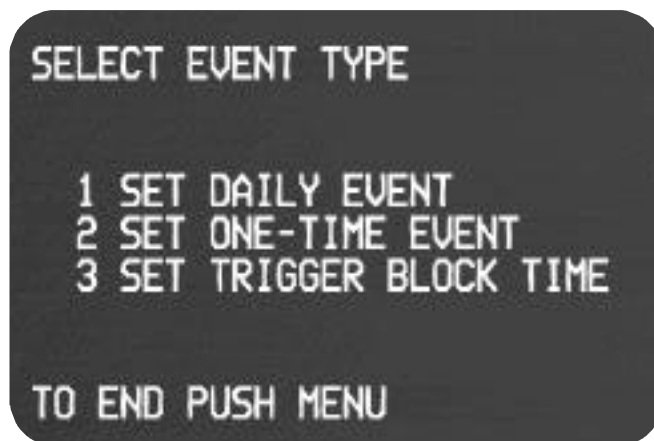 SELECT EVENT TYPE
1 SET DAILY EVENT
2 SET ONE-TIME EVENT
3 SET TRIGGER BLOCK TIME
TO END PUSH MENU